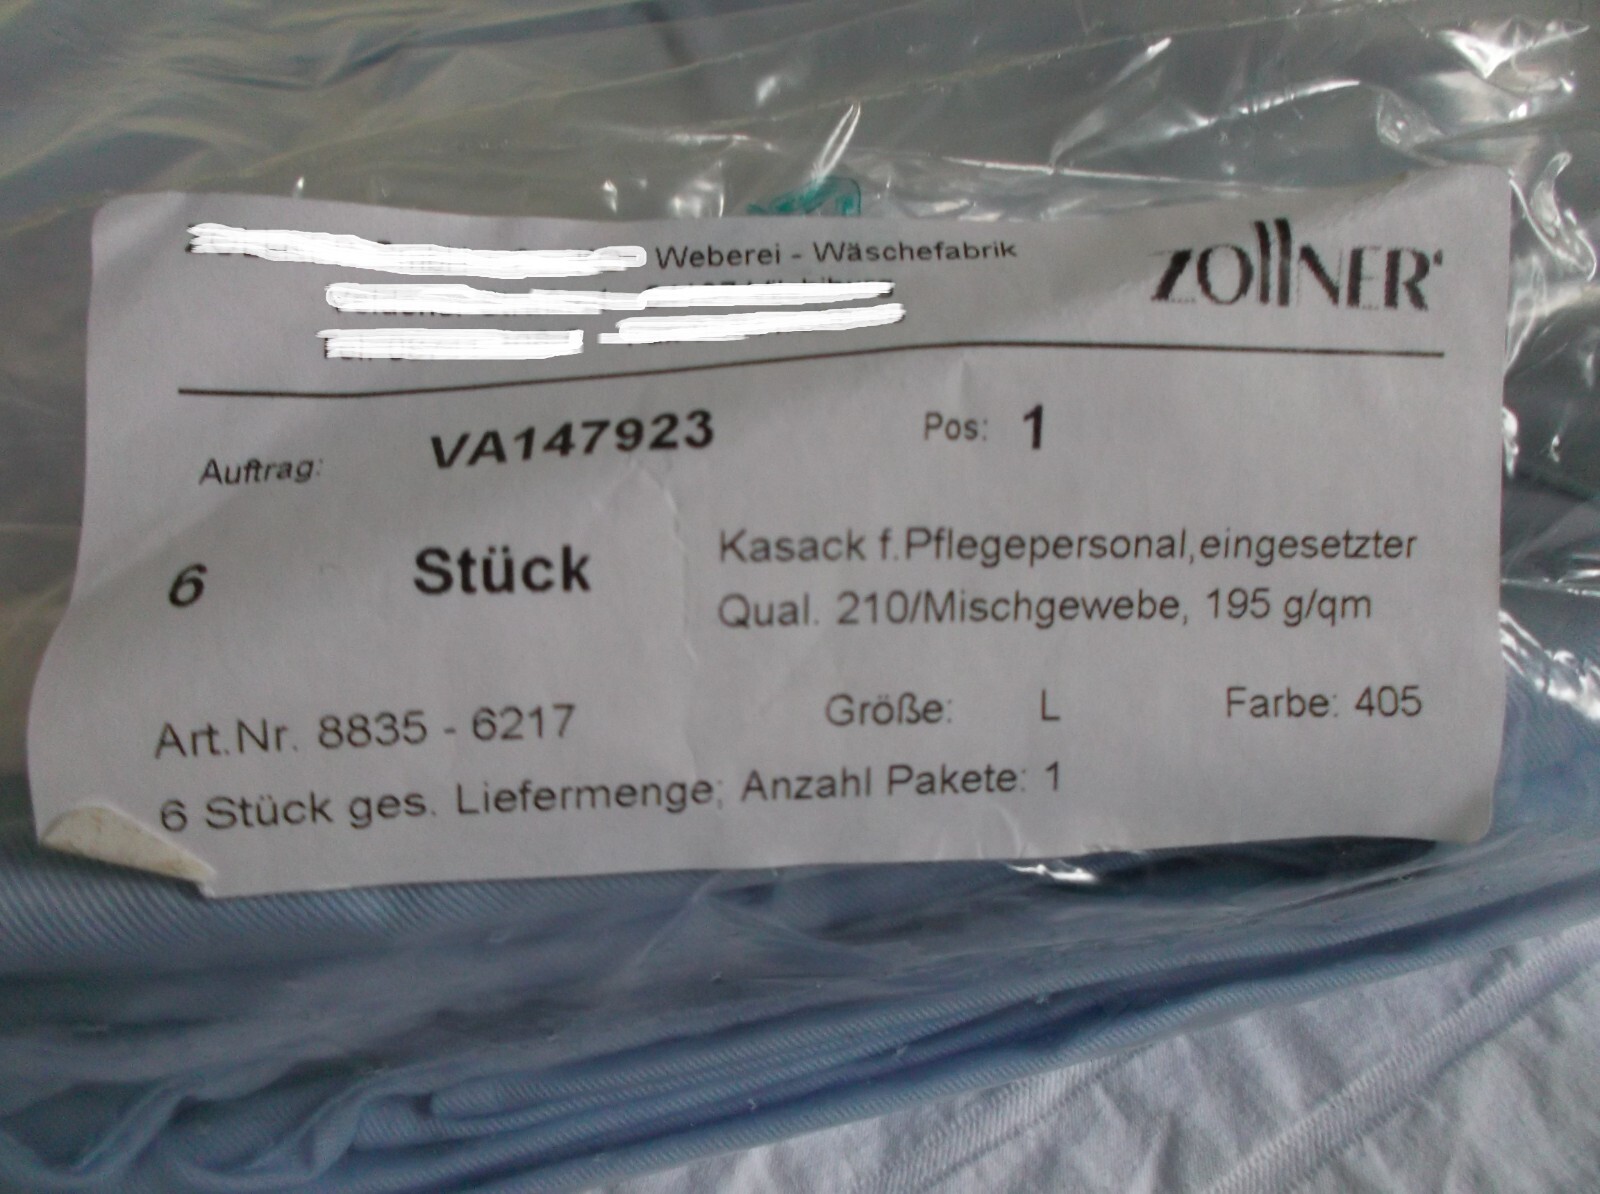 Weberei - Wäschefabrik
ZOllNER
Auftrag: VA147923 Pos: 1
6 Stück Kasack f.Pflegepersonal,eingesetzter
Qual. 210/Mischgewebe, 195 g/qm
Art.Nr. 8835 - 6217 Größe: L Farbe: 405
6 Stück ges. Liefermenge; Anzahl Pakete: 1